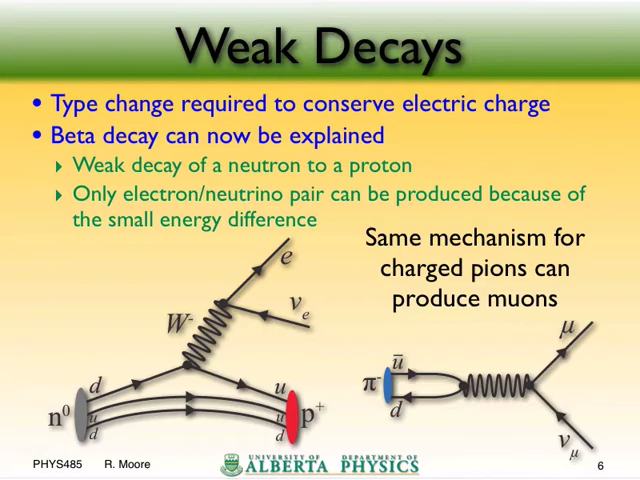 Weak Decays
• Type change required to conserve electric charge
• Beta decay can now be explained
‣ Weak decay of a neutron to a proton
‣ Only electron/neutrino pair can be produced because of
the small energy difference
Same mechanism for
charged pions can
produce muons
e
νe
W-
d
u
n0
u
d
u
d
p+
μ
ū
π-
d
νμ
PHYS485 R. Moore
UNIVERSITY OF ALBERTA DEPARTMENT OF PHYSICS
6